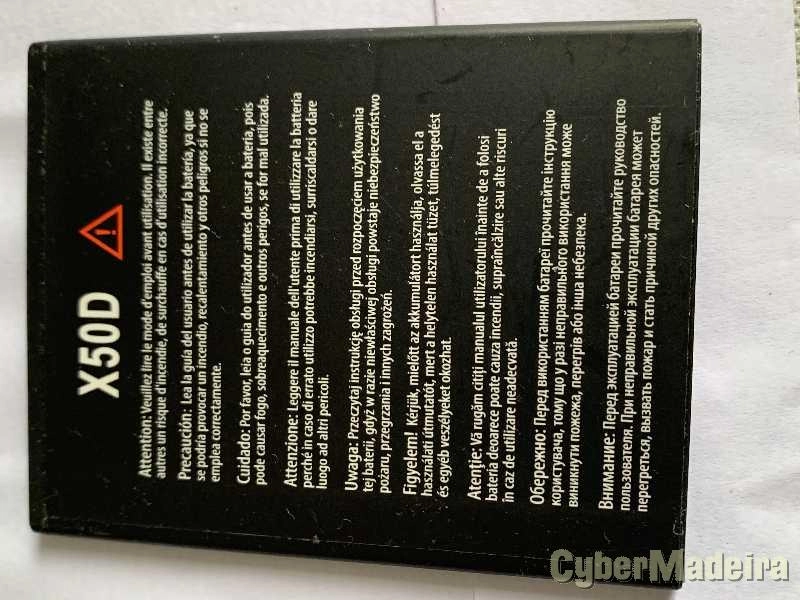 X50D
Attention: Veuillez lire le mode d'emploi avant utilisation. Il existe entre
autres un risque d'incendie, de surchauffe en cas d'utilisation incorrecte.
Precaución: Lea la guía del usuario antes de utilizar la batería, ya que
se podría provocar un incendio, recalentamiento y otros peligros si no se
emplea correctamente.
Cuidado: Por favor, leia o guia do utilizador antes de usar a bateria, pois
pode causar fogo, sobreaquecimento e outros perigos, se for mal utilizada.
Attenzione: Leggere il manuale dell'utente prima di utilizzare la batteria
perché in caso di errato utilizzo potrebbe incendiarsi, surriscaldarsi o dare
luogo ad altri pericoli.
Uwaga: Przeczytaj instrukcję obsługi przed rozpoczęciem użytkowania
tej baterii, gdyż w razie niewłaściwej obsługi powstaje niebezpieczeństwo
pożaru, przegrzania i innych zagrożeń.
Figyelem! Kérjük, mielőtt az akkumulátort használja, olvassa el a
használati útmutatót, mert a helytelen használat tüzet, túlmelegedést
és egyéb veszélyeket okozhat.
Atenţie: Vă rugăm citiţi manualul utilizatorului înainte de a folosi
bateria deoarece poate cauza incendii, supraîncălzire sau alte riscuri
in caz de utilizare neadecvată.
Обережно: Перед використанням батареї прочитайте інструкцію
користувача, тому що у разі неправильного використання може
виникнути пожежа, перегрів або інша небезпека.
Внимание: Перед эксплуатацией батареи прочитайте руководство
пользователя. При неправильной эксплуатации батарея может
перегреться, вызвать пожар и стать причиной других опасностей.
CyberMadeira